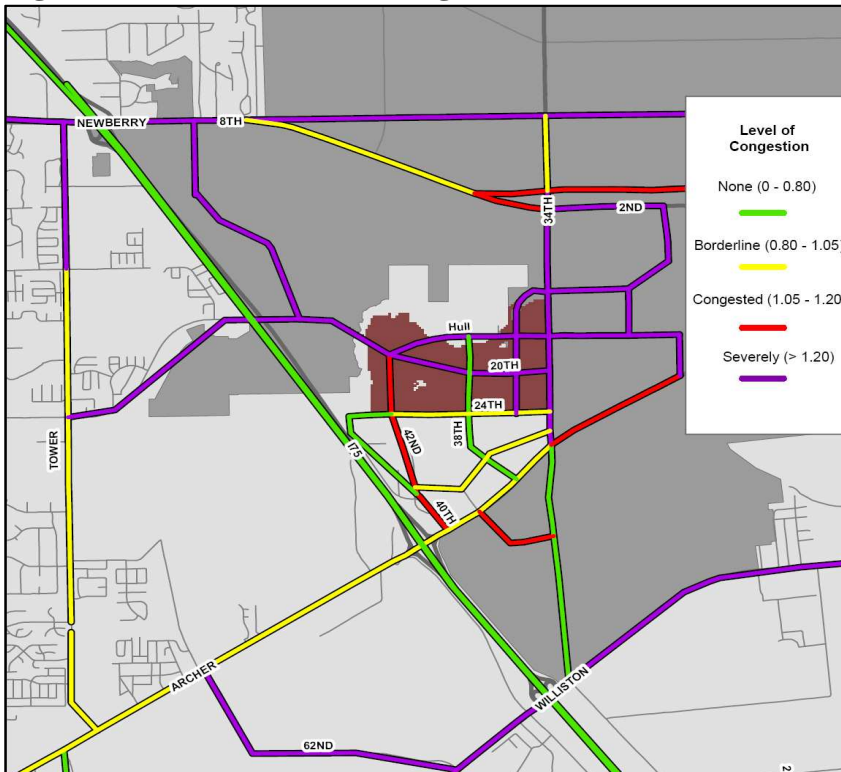 NEWBERRY
8TH
34TH
2ND
Hull
20TH
24TH
42ND
38TH
I75
TOWER
40TH
ARCHER
WILLISTON
62ND
2
Level of
Congestion
None (0 - 0.80)
Borderline (0.80 - 1.05)
Congested (1.05 - 1.20
Severely (> 1.20)